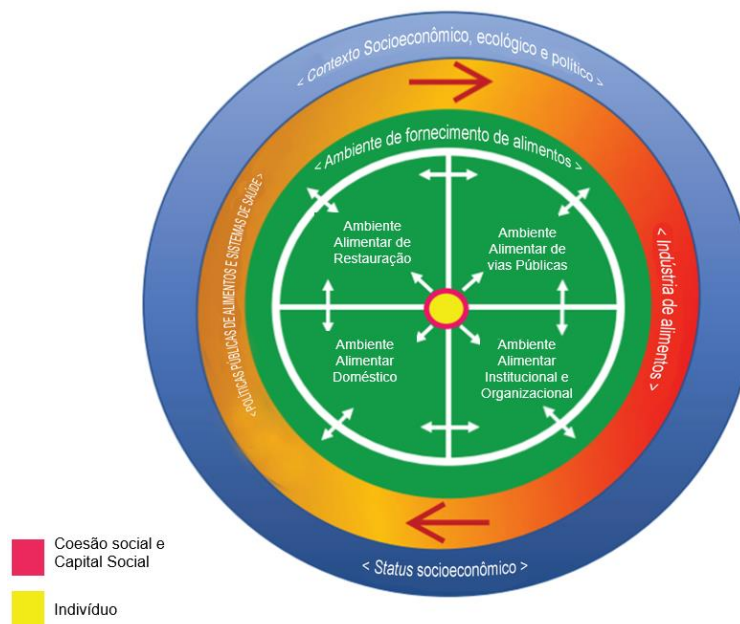 < Contexto Socioeconômico, ecológico e político >
< Ambiente de fornecimento de alimentos >
<POLÍTICAS PÚBLICAS DE ALIMENTOS E SISTEMAS DE SAÚDE>
Ambiente
Alimentar de
Restauração
Ambiente
Alimentar de
vias Públicas
< Indústria de alimentos >
Ambiente
Alimentar
Doméstico
Ambiente
Alimentar
Institucional e
Organizacional
< Status socioeconômico >
Coesão social e
Capital Social
Indivíduo